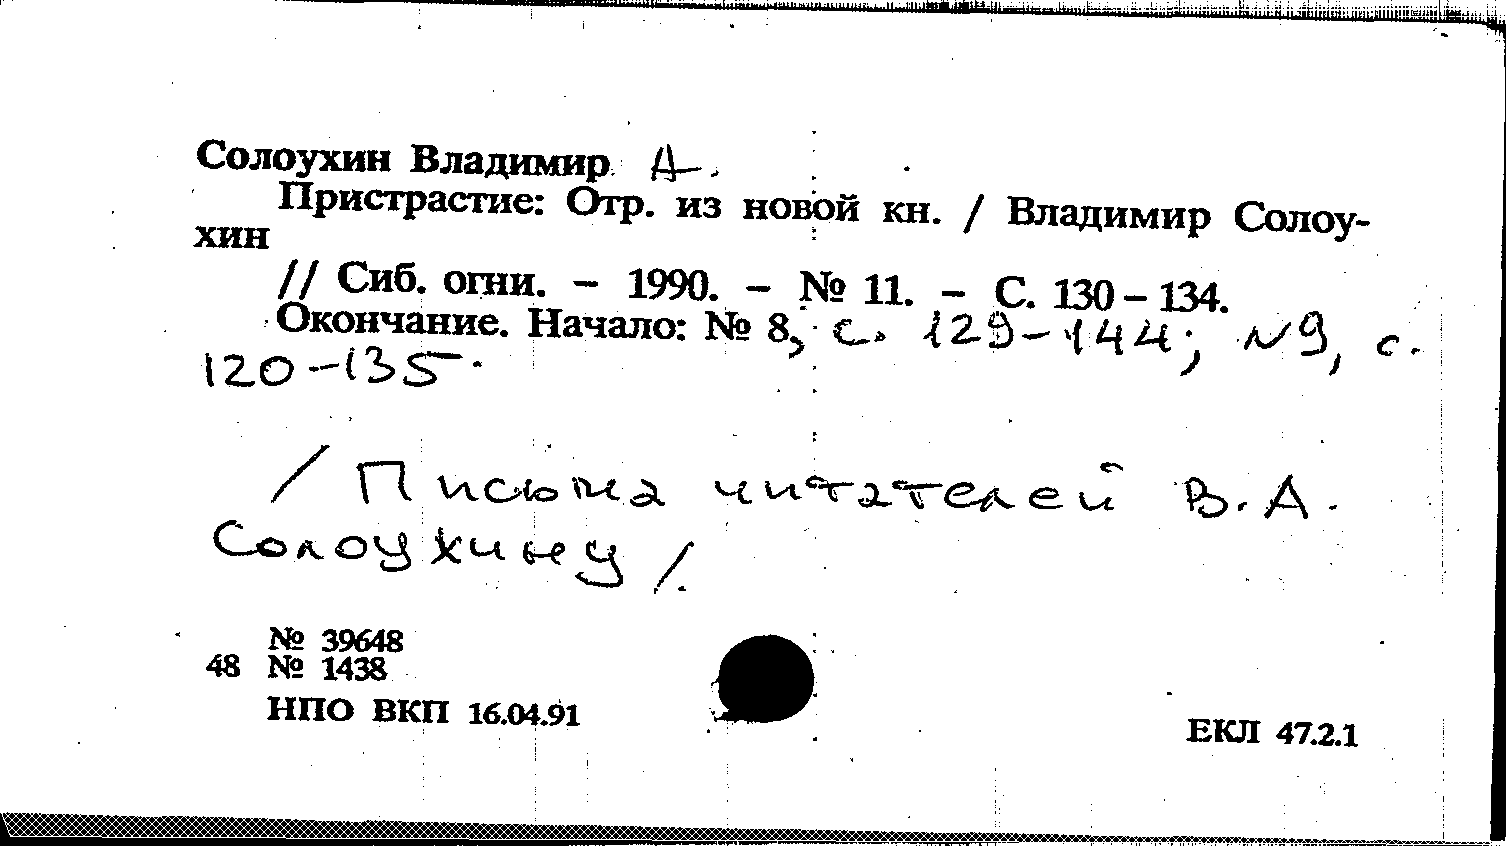 Солоухин Владимир А.
Пристрастие: Отр. из новой кн. / Владимир Солоу-
хин
// Сиб. огни. – 1990. – № 11. – С. 130–134.
Окончание. Начало: № 8, с. 129–144; N 9, с.
120–135.
/ Письма читателей В. А.
Солоухину /.
№ 39648
48 № 1438
НПО ВКП 16.04.91
ЕКЛ 47.2.1